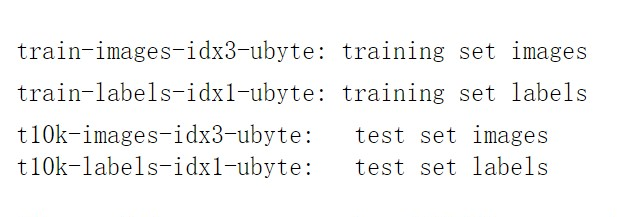 train-images-idx3-ubyte: training set images
train-labels-idx1-ubyte: training set labels
t10k-images-idx3-ubyte:   test set images
t10k-labels-idx1-ubyte:   test set labels